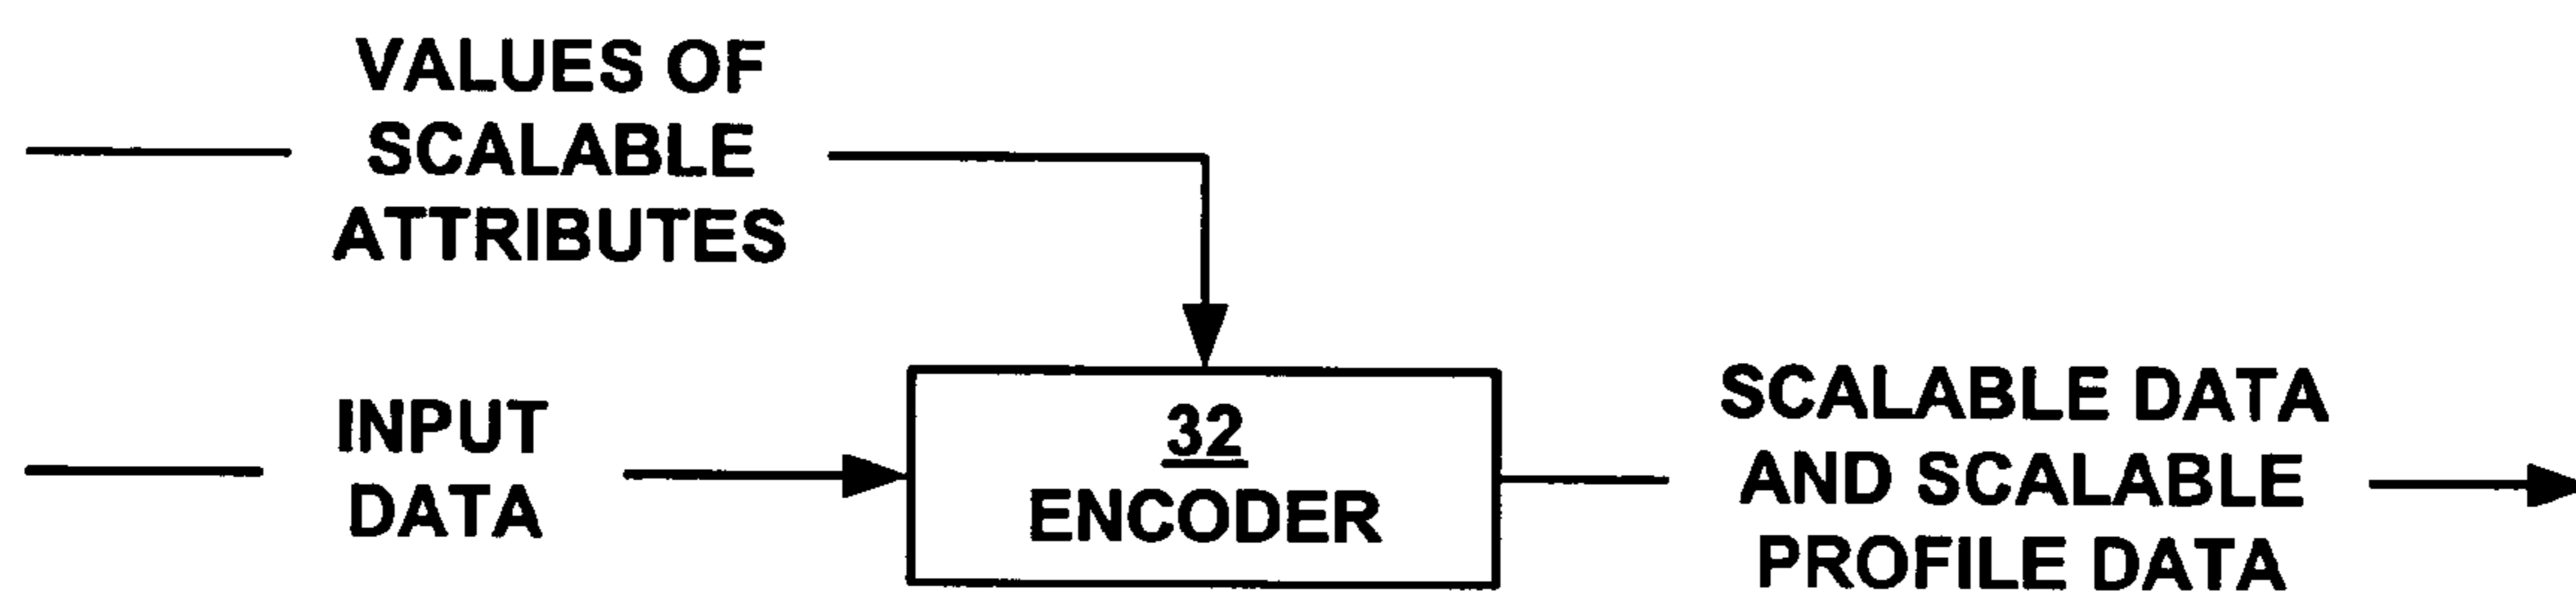 VALUES OF
SCALABLE
ATTRIBUTES
INPUT
DATA
32
ENCODER
SCALABLE DATA
AND SCALABLE
PROFILE DATA